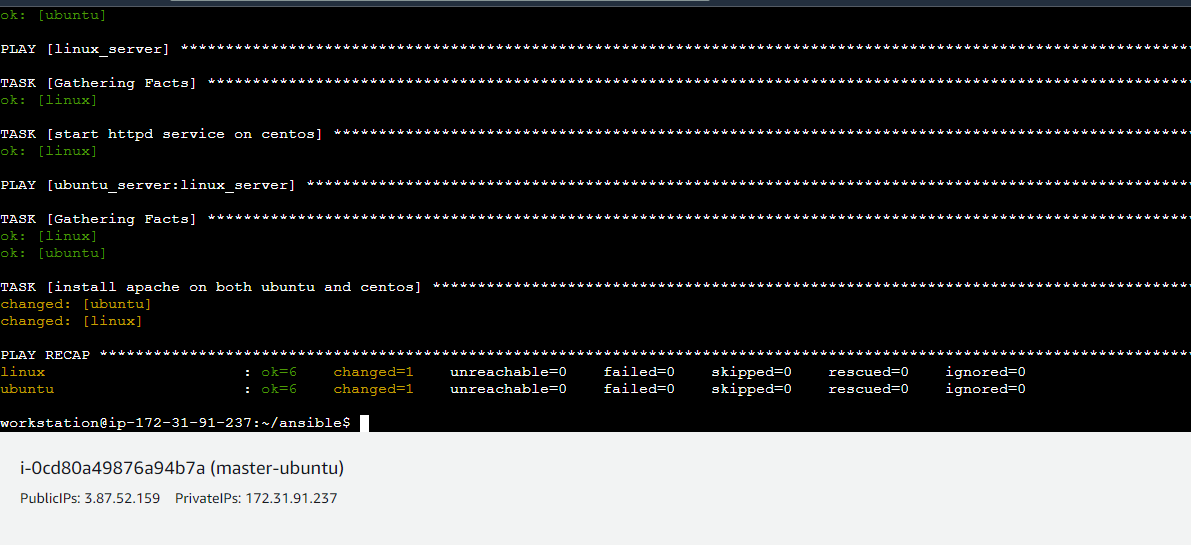 ok: [ubuntu]
PLAY [linux_server] ******************************************************************************************************************
TASK [Gathering Facts] ***************************************************************************************************************
ok: [linux]
TASK [start httpd service on centos] *************************************************************************************************
ok: [linux]
PLAY [ubuntu_server:linux_server] ****************************************************************************************************
TASK [Gathering Facts] ***************************************************************************************************************
ok: [linux]
ok: [ubuntu]
TASK [install apache on both ubuntu and centos] **************************************************************************************
changed: [ubuntu]
changed: [linux]
PLAY RECAP ***************************************************************************************************************************
linux : ok=6 changed=1 unreachable=0 failed=0 skipped=0 rescued=0 ignored=0
ubuntu : ok=6 changed=1 unreachable=0 failed=0 skipped=0 rescued=0 ignored=0
workstation@ip-172-31-91-237:~/ansible$
i-0cd80a49876a94b7a (master-ubuntu)
PublicIPs: 3.87.52.159 PrivateIPs: 172.31.91.237